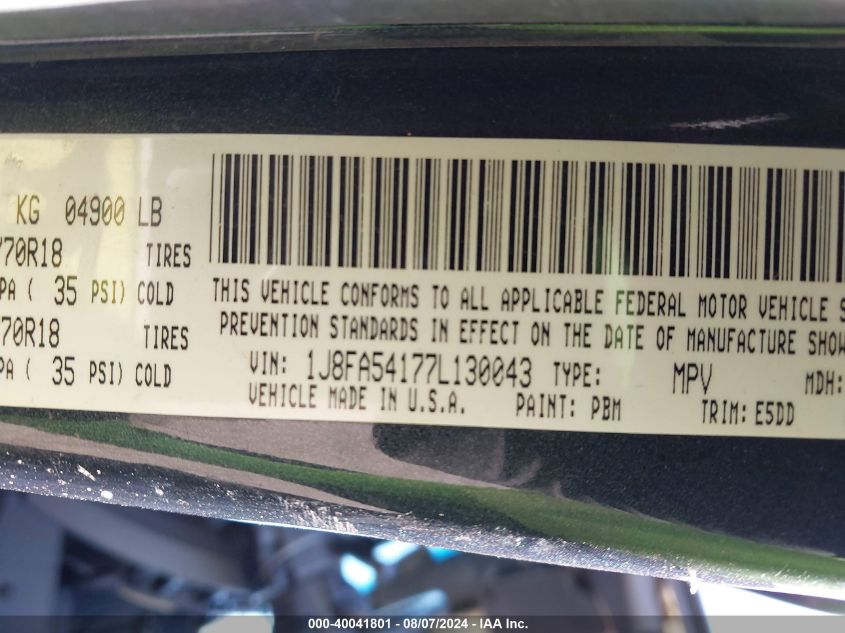 KG 04900 LB
70R18 TIRES
PA ( 35 PSI) COLD
70R18 TIRES
PA ( 35 PSI) COLD
THIS VEHICLE CONFORMS TO ALL APPLICABLE FEDERAL MOTOR VEHICLE S
PREVENTION STANDARDS IN EFFECT ON THE DATE OF MANUFACTURE SHOW
VIN: 1J8FA54177L130043 TYPE: MPV MDH:
VEHICLE MADE IN U.S.A. PAINT: PBM TRIM: E5DD
000-40041801 - 08/07/2024 - IAA Inc.